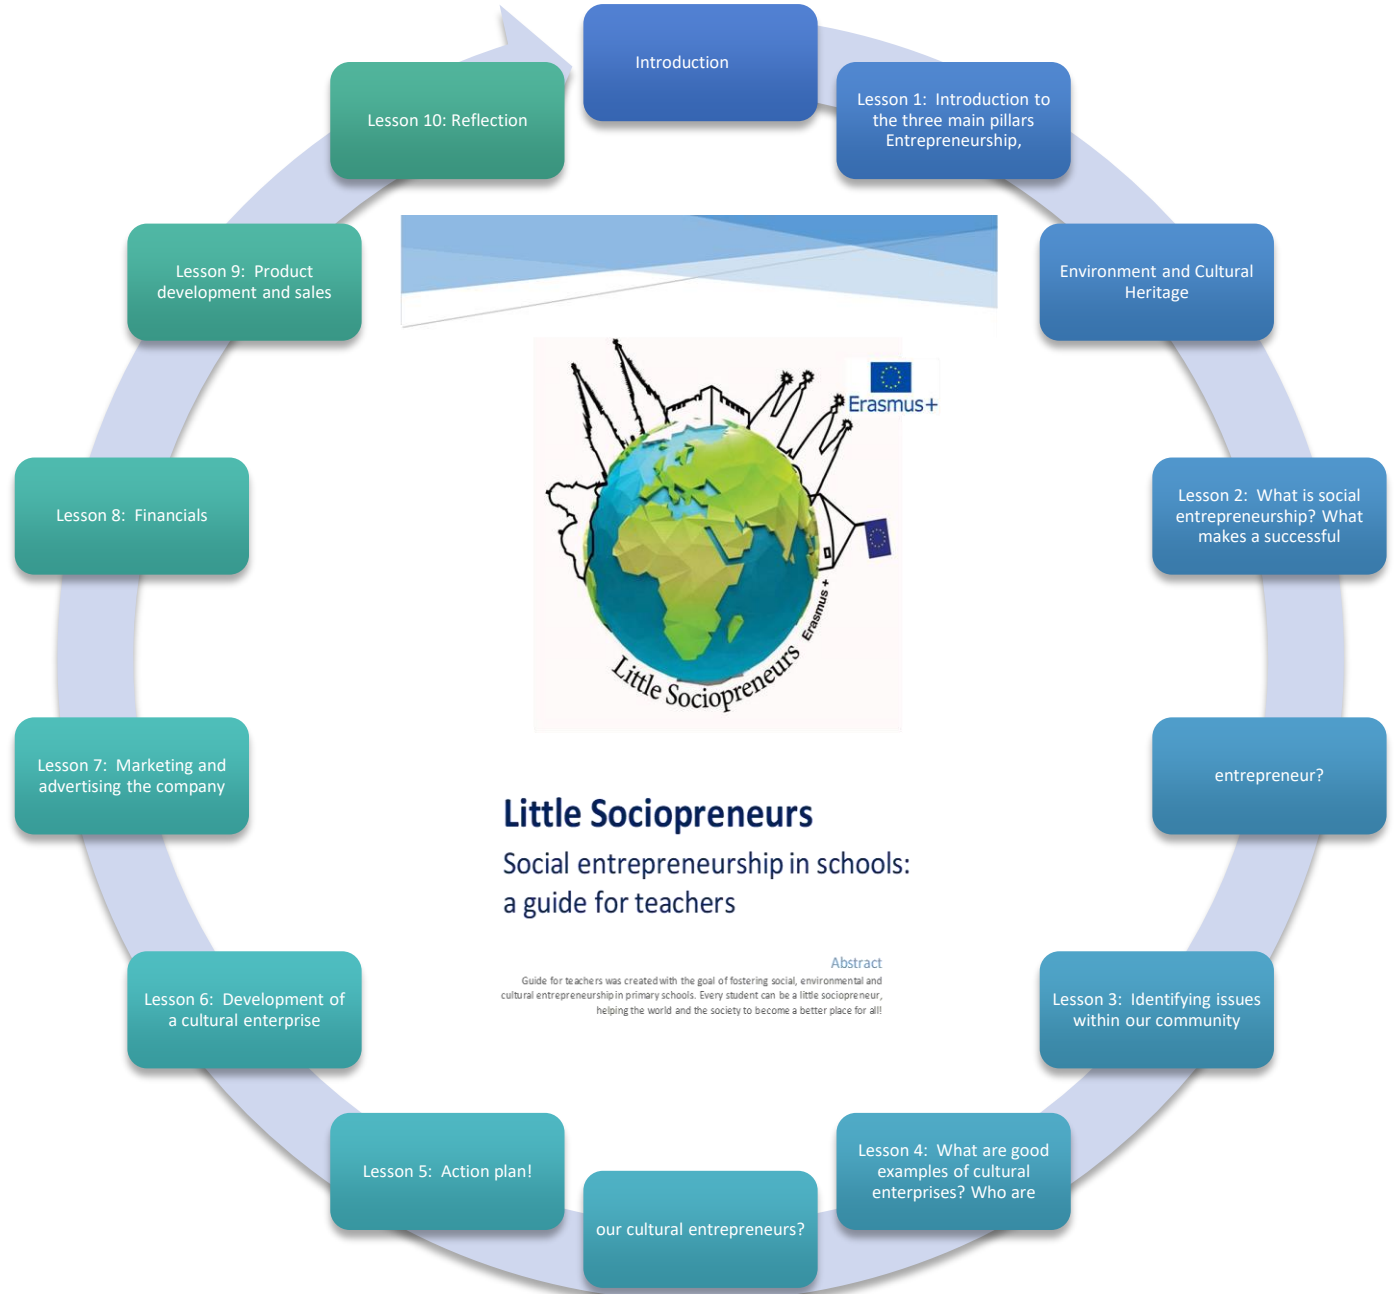 Introduction
Lesson 1: Introduction to
the three main pillars
Entrepreneurship,
Environment and Cultural
Heritage
Lesson 2: What is social
entrepreneurship? What
makes a successful
entrepreneur?
Lesson 3: Identifying issues
within our community
Lesson 4: What are good
examples of cultural
enterprises? Who are
our cultural entrepreneurs?
Lesson 5: Action plan!
Lesson 6: Development of
a cultural enterprise
Lesson 7: Marketing and
advertising the company
Lesson 8: Financials
Lesson 9: Product
development and sales
Lesson 10: Reflection
Erasmus+
Little Sociopreneurs
Erasmus +
Little Sociopreneurs
Social entrepreneurship in schools:
a guide for teachers
Abstract
Guide for teachers was created with the goal of fostering social, environmental and
cultural entrepreneurship in primary schools. Every student can be a little sociopreneur,
helping the world and the society to become a better place for all!